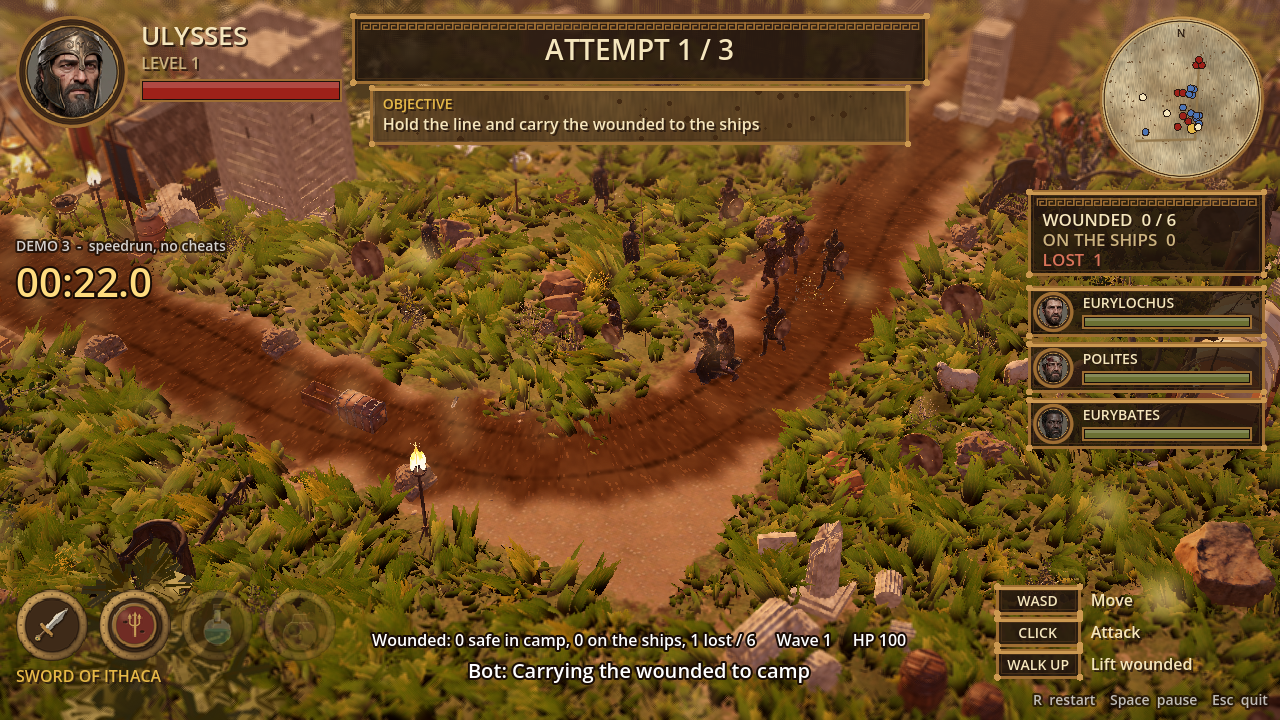 ULYSSES
LEVEL 1
ATTEMPT 1 / 3
OBJECTIVE
Hold the line and carry the wounded to the ships
N
WOUNDED 0 / 6
ON THE SHIPS 0
LOST 1
DEMO 3 - speedrun, no cheats
00:22.0
EURYLOCHUS
POLITES
EURYBATES
WASD Move
CLICK Attack
WALK UP Lift wounded
Wounded: 0 safe in camp, 0 on the ships, 1 lost / 6 Wave 1 HP 100
Bot: Carrying the wounded to camp
SWORD OF ITHACA
R restart Space pause Esc quit